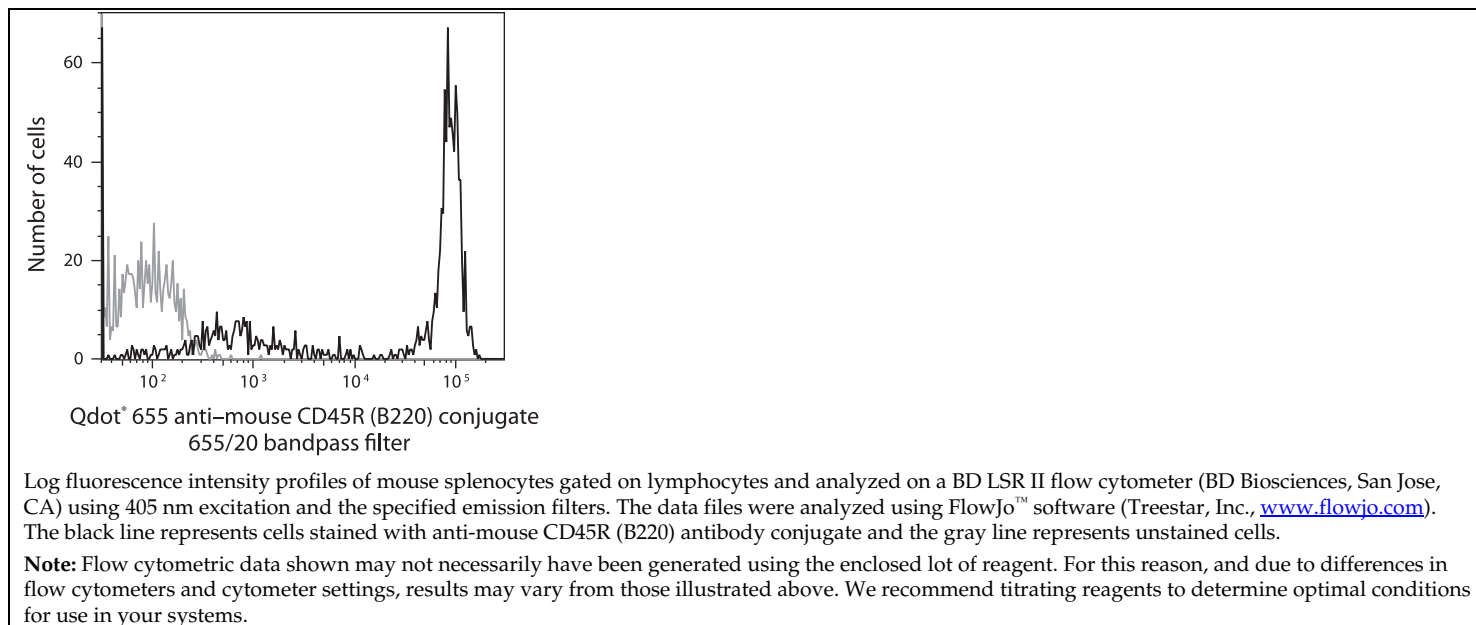 60
40
20
0
Number of cells
10²
10³
10⁴
10⁵
Qdot® 655 anti–mouse CD45R (B220) conjugate
655/20 bandpass filter
Log fluorescence intensity profiles of mouse splenocytes gated on lymphocytes and analyzed on a BD LSR II flow cytometer (BD Biosciences, San Jose,
CA) using 405 nm excitation and the specified emission filters. The data files were analyzed using FlowJo™ software (Treestar, Inc., www.flowjo.com).
The black line represents cells stained with anti-mouse CD45R (B220) antibody conjugate and the gray line represents unstained cells.
Note: Flow cytometric data shown may not necessarily have been generated using the enclosed lot of reagent. For this reason, and due to differences in
flow cytometers and cytometer settings, results may vary from those illustrated above. We recommend titrating reagents to determine optimal conditions
for use in your systems.